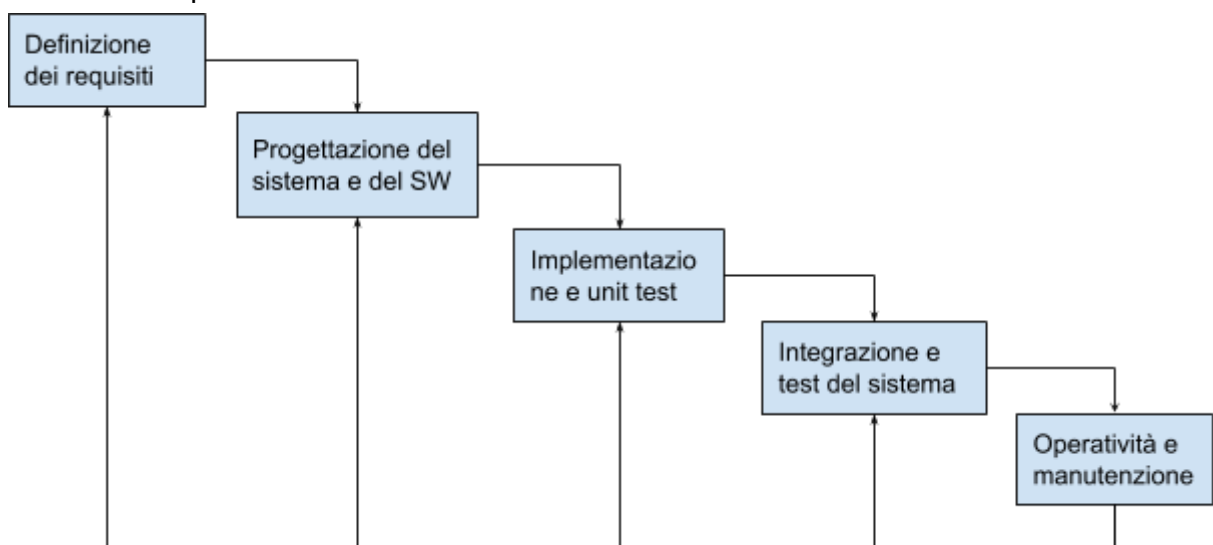 Definizione
dei requisiti
Progettazione del
sistema e del SW
Implementazio
ne e unit test
Integrazione e
test del sistema
Operatività e
manutenzione